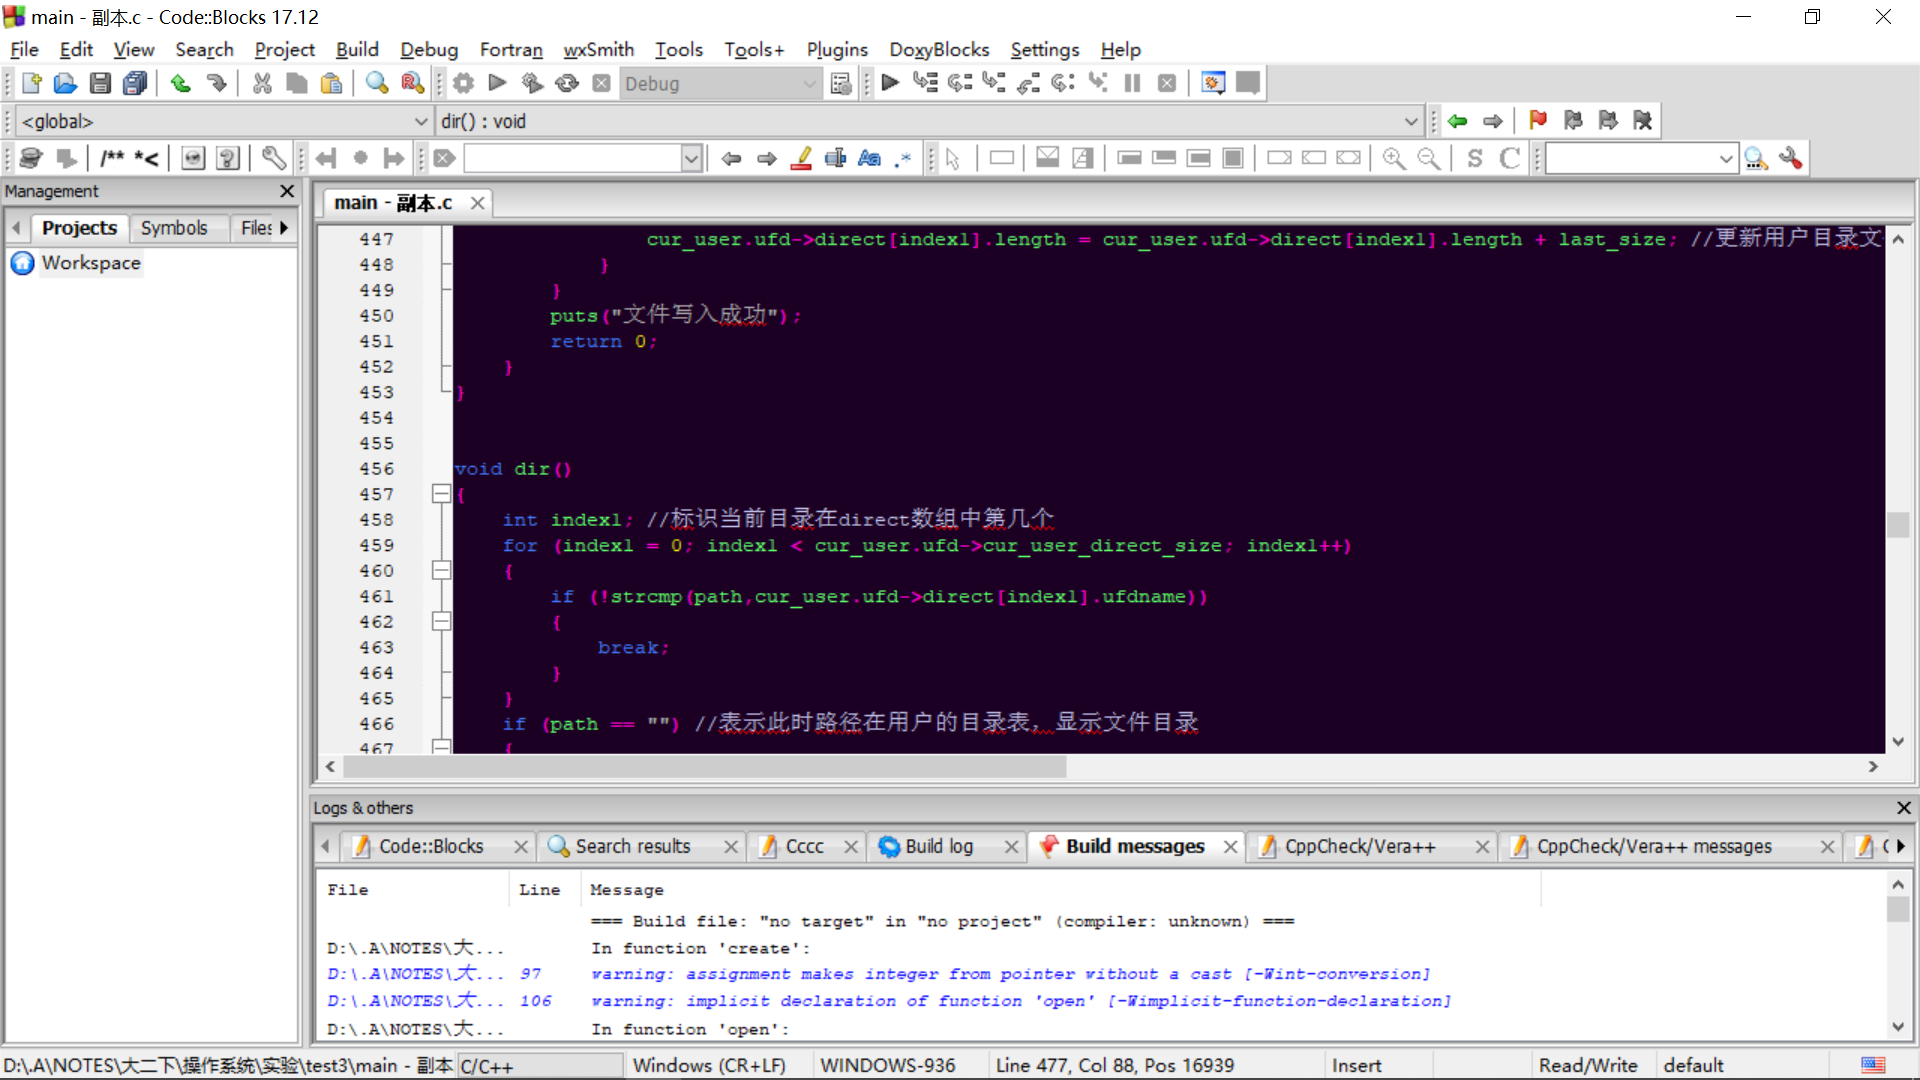 main - 副本.c - Code::Blocks 17.12
File Edit View Search Project Build Debug Fortran wxSmith Tools Tools+ Plugins DoxyBlocks Settings Help
Debug
<global> dir() : void
/** *<
S C
Management
Projects Symbols Files
Workspace
main - 副本.c
447 cur_user.ufd->direct[index1].length = cur_user.ufd->direct[index1].length + last_size; //更新用户目录文
448 }
449 }
450 puts("文件写入成功");
451 return 0;
452 }
453 }
454
455
456 void dir()
457 {
458 int index1; //标识当前目录在direct数组中第几个
459 for (index1 = 0; index1 < cur_user.ufd->cur_user_direct_size; index1++)
460 {
461 if (!strcmp(path,cur_user.ufd->direct[index1].ufdname))
462 {
463 break;
464 }
465 }
466 if (path == "") //表示此时路径在用户的目录表，显示文件目录
467 {
Logs & others
Code::Blocks Search results Cccc Build log Build messages CppCheck/Vera++ CppCheck/Vera++ messages
File Line Message
=== Build file: "no target" in "no project" (compiler: unknown) ===
D:\.A\NOTES\大... In function 'create':
D:\.A\NOTES\大... 97 warning: assignment makes integer from pointer without a cast [-Wint-conversion]
D:\.A\NOTES\大... 106 warning: implicit declaration of function 'open' [-Wimplicit-function-declaration]
D:\.A\NOTES\大... In function 'open':
D:\.A\NOTES\大二下\操作系统\实验\test3\main - 副本 C/C++ Windows (CR+LF) WINDOWS-936 Line 477, Col 88, Pos 16939 Insert Read/Write default